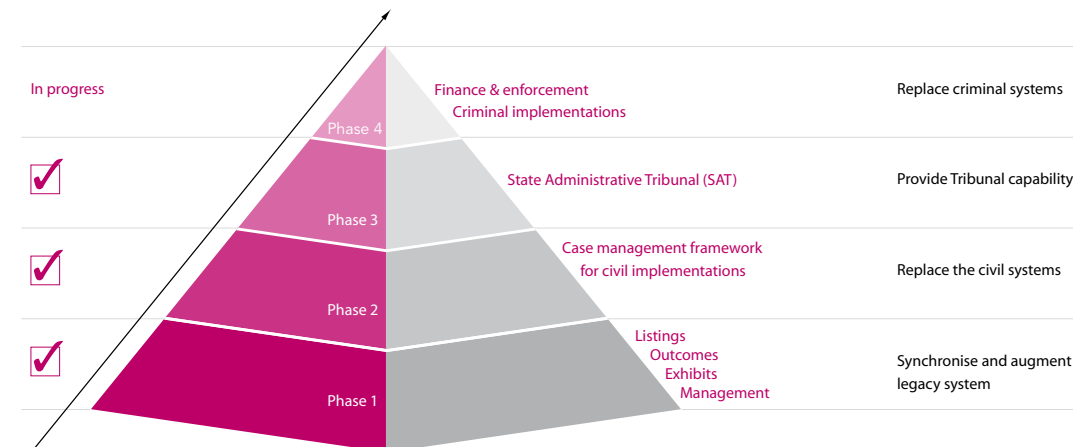 In progress
Phase 4
Finance & enforcement
Criminal implementations
Replace criminal systems
Phase 3
State Administrative Tribunal (SAT)
Provide Tribunal capability
Phase 2
Case management framework
for civil implementations
Replace the civil systems
Phase 1
Listings
Outcomes
Exhibits
Management
Synchronise and augment
legacy system